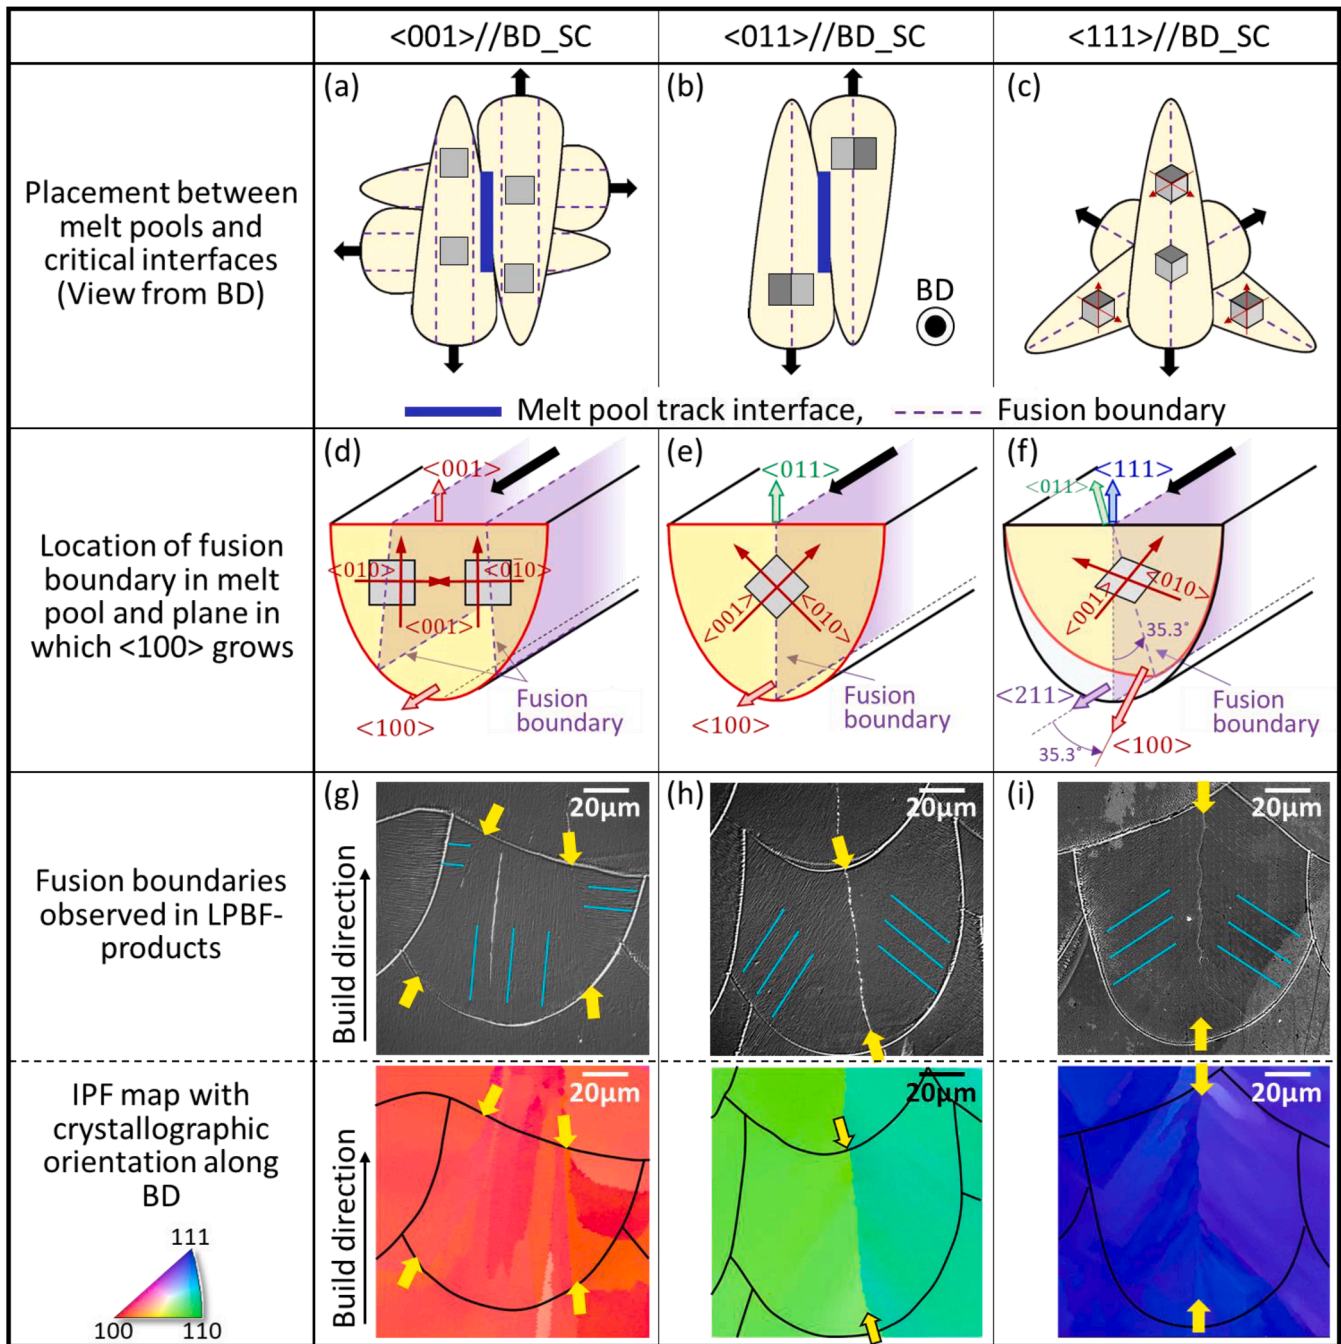 <001>//BD_SC
<011>//BD_SC
<111>//BD_SC
Placement between
melt pools and
critical interfaces
(View from BD)
(a)
(b)
BD
(c)
Melt pool track interface,
Fusion boundary
Location of fusion
boundary in melt
pool and plane in
which <100> grows
(d)
<001>
<010>
<01̄0>
<001>
Fusion
boundary
<100>
(e)
<011>
<001>
<010>
Fusion
boundary
<100>
(f)
<111>
<011>
<010>
<001>
35.3°
<211>
Fusion
boundary
35.3°
<100>
Fusion boundaries
observed in LPBF-
products
Build direction
(g)
20μm
(h)
20μm
(i)
20μm
IPF map with
crystallographic
orientation along
BD
111
100
110
Build direction
20μm
20μm
20μm